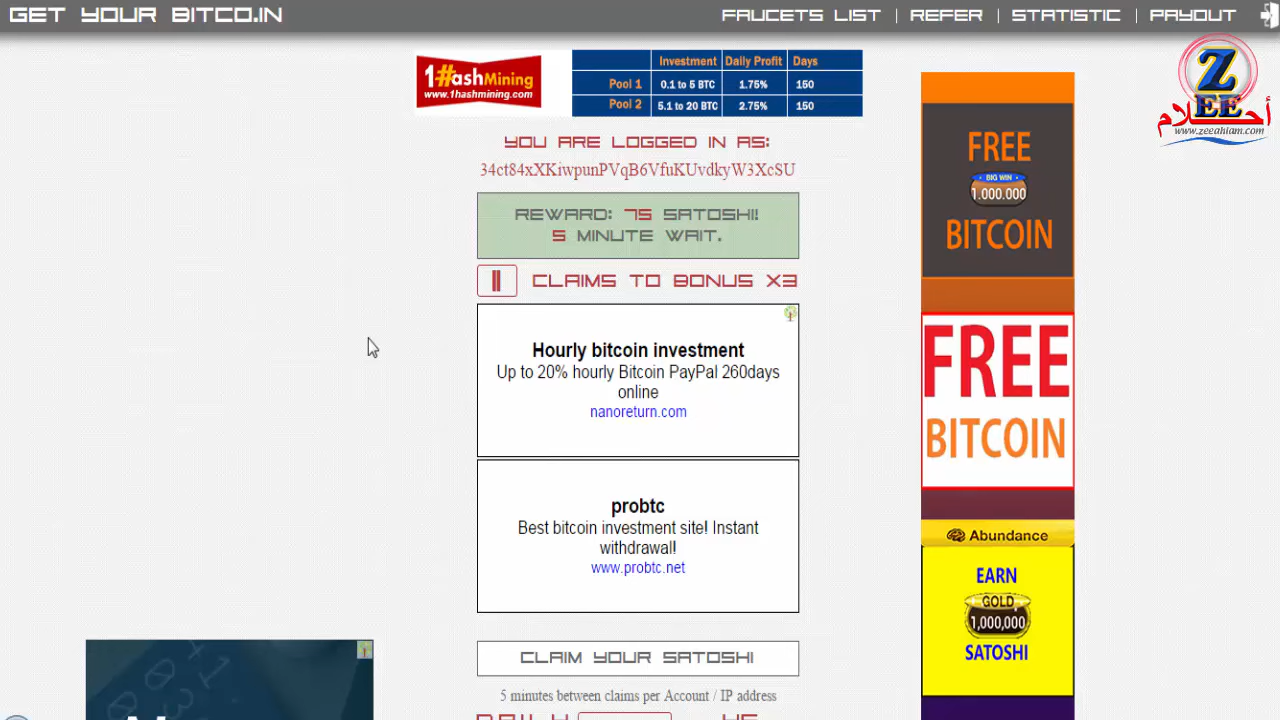 GET YOUR BITCO.IN
FAUCETS LIST | REFER | STATISTIC | PAYOUT
1#ashMining
www.1hashmining.com
Investment Daily Profit Days
Pool 1 0.1 to 5 BTC 1.75% 150
Pool 2 5.1 to 20 BTC 2.75% 150
Z
EE
أحلام
www.zeeahlam.com
YOU ARE LOGGED IN AS:
34ct84xXKiwpunPVqB6VfuKUvdkyW3XcSU
REWARD: 75 SATOSHI!
5 MINUTE WAIT.
CLAIMS TO BONUS X3
Hourly bitcoin investment
Up to 20% hourly Bitcoin PayPal 260days
online
nanoreturn.com
probtc
Best bitcoin investment site! Instant
withdrawal!
www.probtc.net
CLAIM YOUR SATOSHI
5 minutes between claims per Account / IP address
FREE
BIG WIN
1.000.000
BITCOIN
FREE
BITCOIN
Abundance
EARN
GOLD
1,000,000
SATOSHI